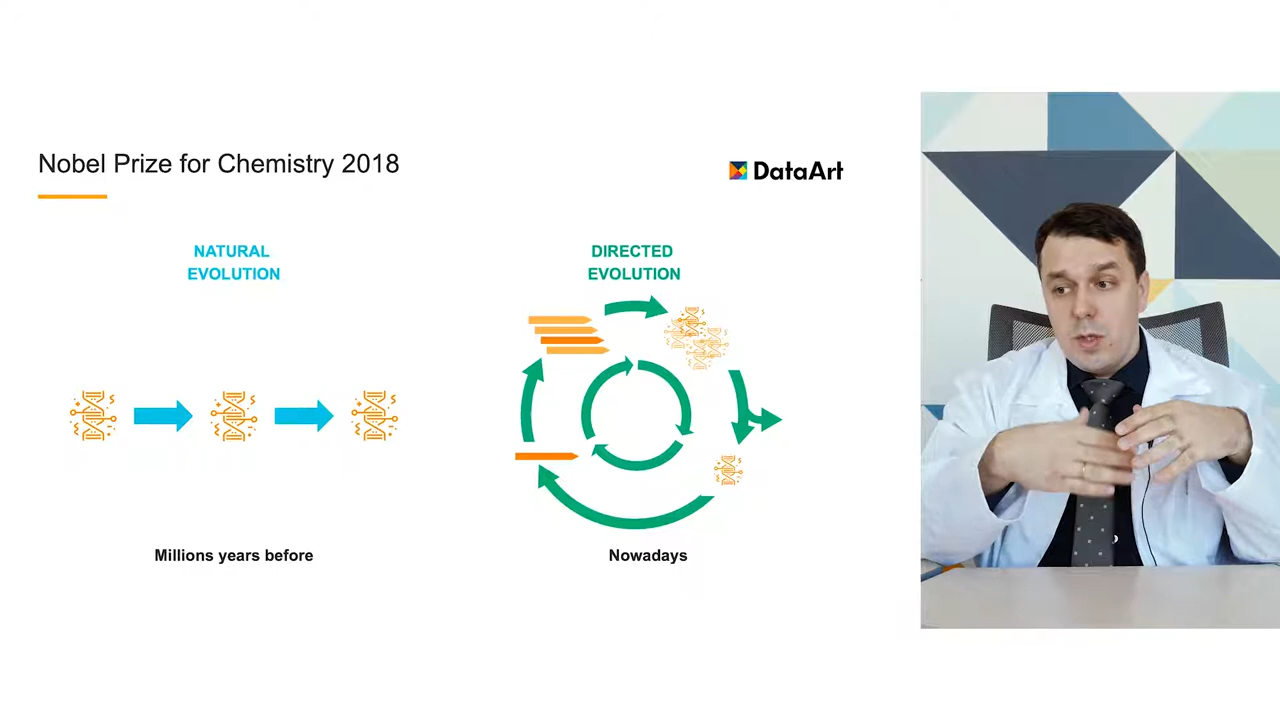 Nobel Prize for Chemistry 2018
DataArt
NATURAL
EVOLUTION
DIRECTED
EVOLUTION
Millions years before
Nowadays